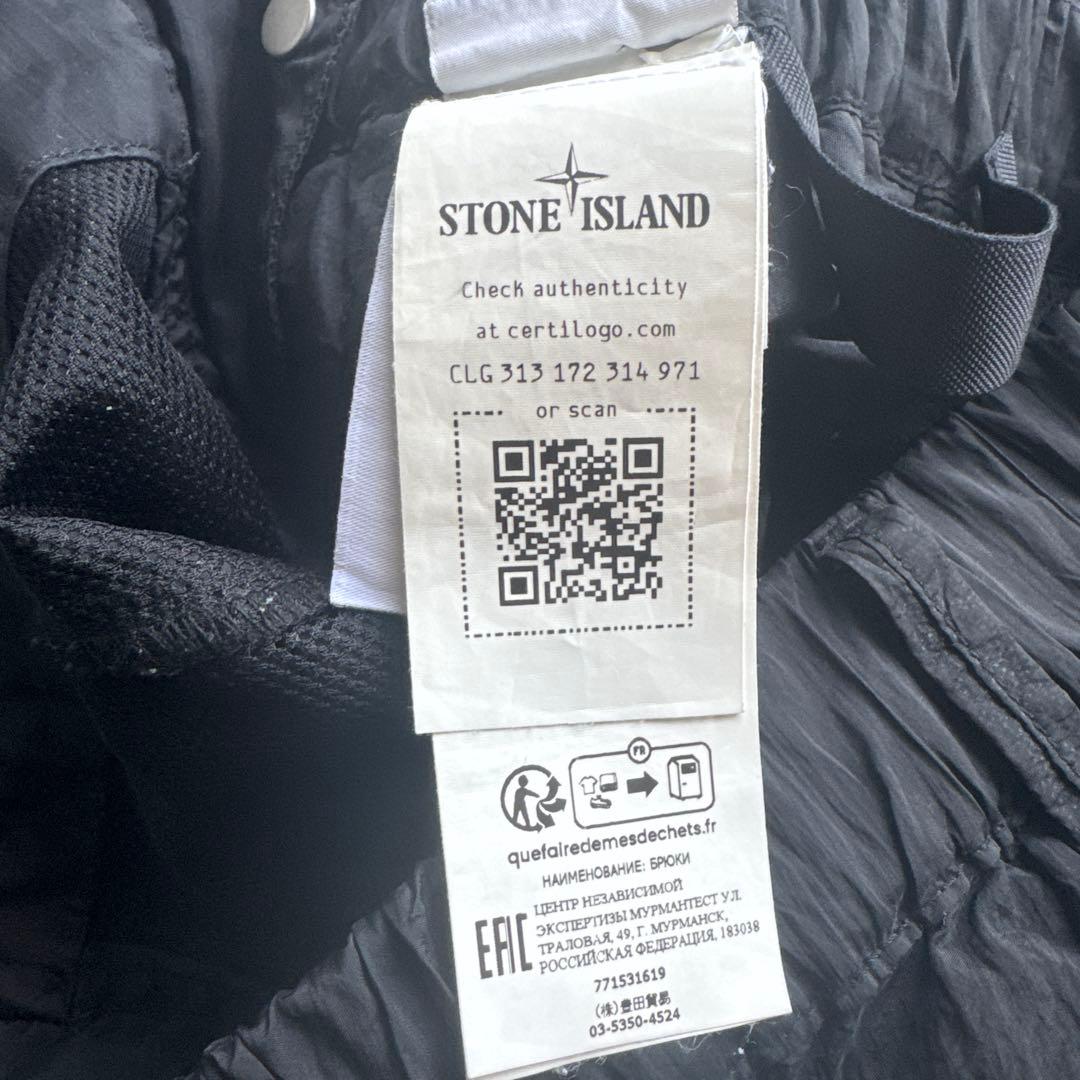 STONE ISLAND
Check authenticity
at certilogo.com
CLG 313 172 314 971
or scan
FR
quefairedemesdechets.fr
НАИМЕНОВАНИЕ: БРЮКИ
EAC
ЦЕНТР НЕЗАВИСИМОЙ
ЭКСПЕРТИЗЫ МУРМАНТЕСТ УЛ.
ТРАЛОВАЯ, 49, Г. МУРМАНСК,
РОССИЙСКАЯ ФЕДЕРАЦИЯ, 183038
771531619
(株)豊田貿易
03-5350-4524